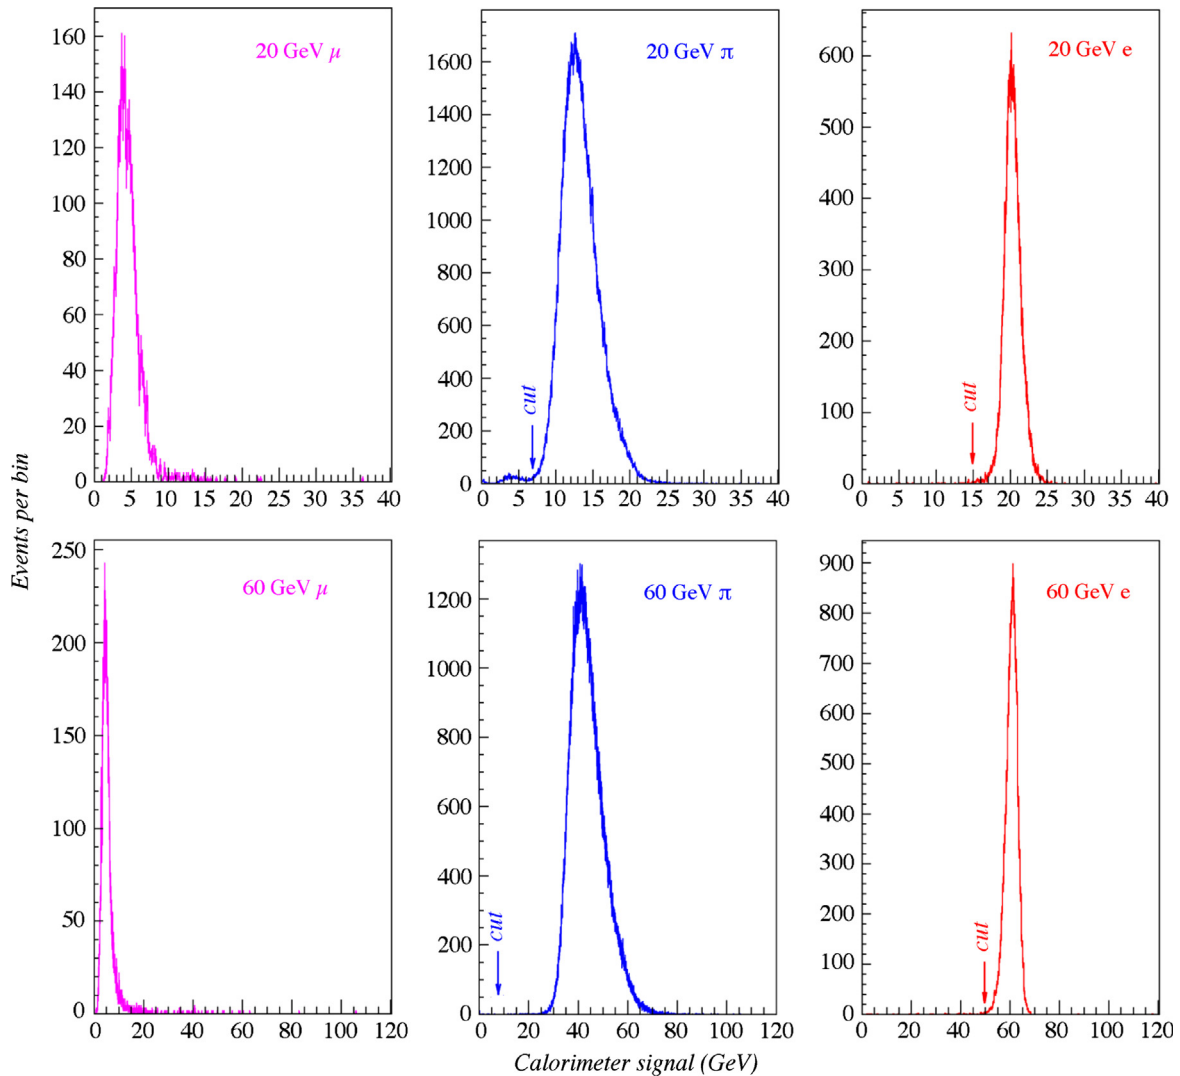 Events per bin
20 GeV μ
160
140
120
100
80
60
40
20
0
0 5 10 15 20 25 30 35 40
20 GeV π
1600
1400
1200
1000
800
600
400
200
0
cut
0 5 10 15 20 25 30 35 40
20 GeV e
600
500
400
300
200
100
0
cut
0 5 10 15 20 25 30 35 40
60 GeV μ
250
200
150
100
50
0
0 20 40 60 80 100 120
60 GeV π
1200
1000
800
600
400
200
0
cut
0 20 40 60 80 100 120
60 GeV e
900
800
700
600
500
400
300
200
100
0
cut
0 20 40 60 80 100 120
Calorimeter signal (GeV)